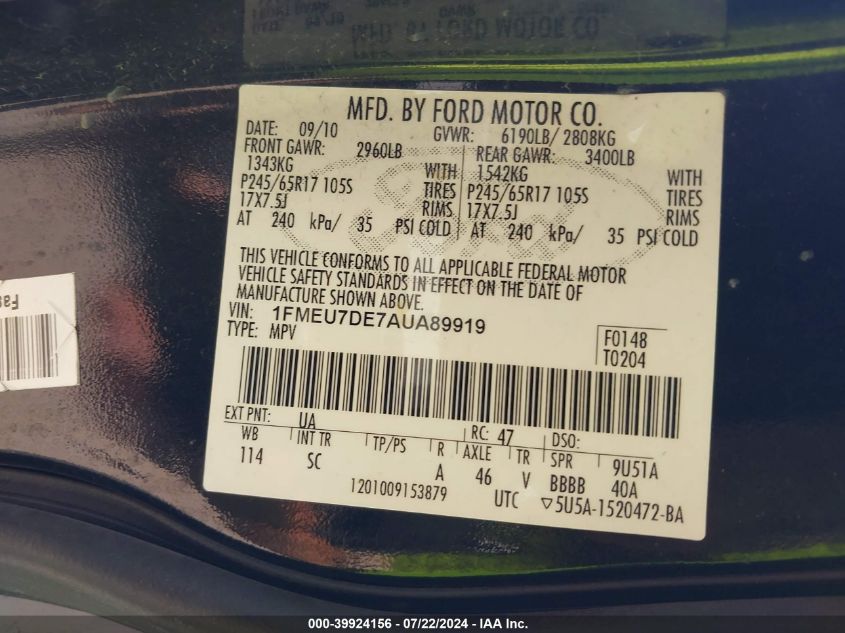 MFD. BY FORD MOTOR CO.
DATE: 09/10 GVWR: 6190LB/ 2808KG
FRONT GAWR: 2960LB REAR GAWR: 3400LB
1343KG WITH 1542KG WITH
P245/65R17 105S TIRES P245/65R17 105S TIRES
17X7.5J RIMS 17X7.5J RIMS
AT 240 kPa/ 35 PSI COLD AT 240 kPa/ 35 PSI COLD
THIS VEHICLE CONFORMS TO ALL APPLICABLE FEDERAL MOTOR
VEHICLE SAFETY STANDARDS IN EFFECT ON THE DATE OF
MANUFACTURE SHOWN ABOVE.
VIN: 1FMEU7DE7AUA89919
TYPE: MPV
F0148
T0204
EXT PNT: UA RC: 47 DSO:
WB INT TR TP/PS R AXLE TR SPR 9U51A
114 SC A 46 V BBBB 40A
1201009153879 UTC ▽5U5A-1520472-BA
Fas
000-39924156 - 07/22/2024 - IAA Inc.